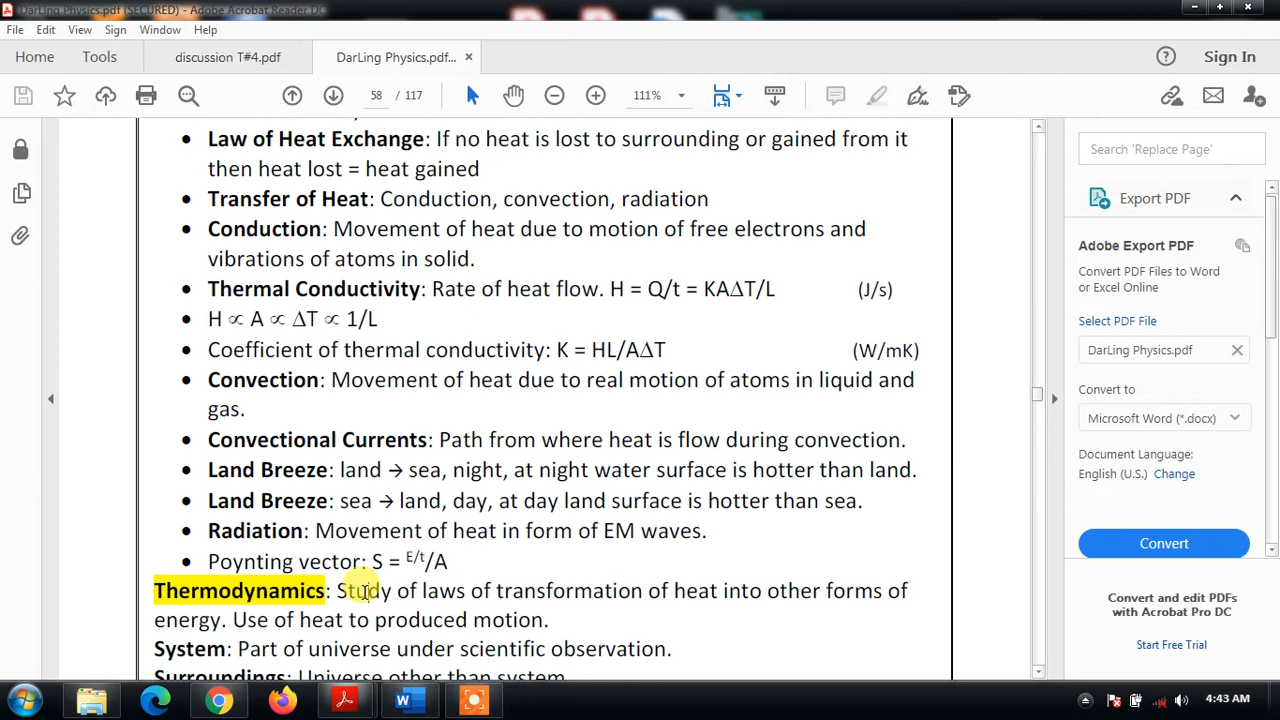 DarLing Physics.pdf (SECURED) - Adobe Acrobat Reader DC
File Edit View Sign Window Help
Home Tools discussion T#4.pdf DarLing Physics.pdf... × Sign In
58 / 117 111%
• Law of Heat Exchange: If no heat is lost to surrounding or gained from it
then heat lost = heat gained
• Transfer of Heat: Conduction, convection, radiation
• Conduction: Movement of heat due to motion of free electrons and
vibrations of atoms in solid.
• Thermal Conductivity: Rate of heat flow. H = Q/t = KAΔT/L (J/s)
• H ∝ A ∝ ΔT ∝ 1/L
• Coefficient of thermal conductivity: K = HL/AΔT (W/mK)
• Convection: Movement of heat due to real motion of atoms in liquid and
gas.
• Convectional Currents: Path from where heat is flow during convection.
• Land Breeze: land → sea, night, at night water surface is hotter than land.
• Land Breeze: sea → land, day, at day land surface is hotter than sea.
• Radiation: Movement of heat in form of EM waves.
• Poynting vector: S = E/t/A
Thermodynamics: Study of laws of transformation of heat into other forms of
energy. Use of heat to produced motion.
System: Part of universe under scientific observation.
Surroundings: Universe other than system
Search 'Replace Page'
Export PDF
Adobe Export PDF
Convert PDF Files to Word
or Excel Online
Select PDF File
DarLing Physics.pdf
Convert to
Microsoft Word (*.docx)
Document Language:
English (U.S.) Change
Convert
Convert and edit PDFs
with Acrobat Pro DC
Start Free Trial
4:43 AM